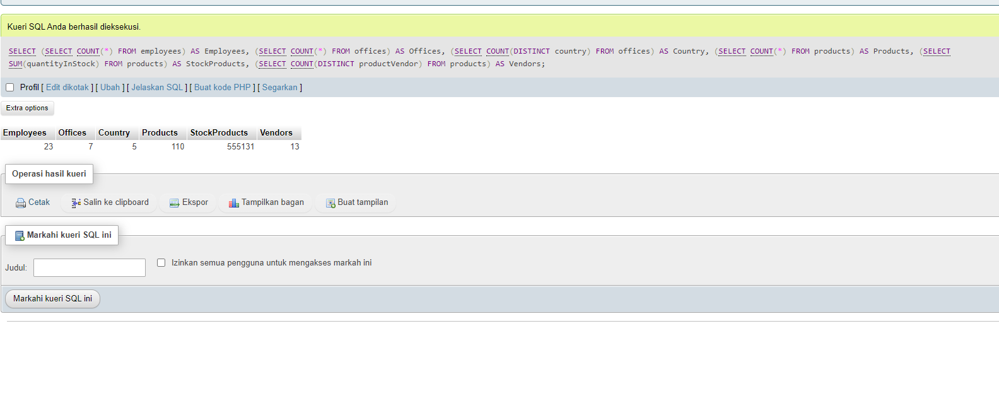 Kueri SQL Anda berhasil dieksekusi.
SELECT (SELECT COUNT(*) FROM employees) AS Employees, (SELECT COUNT(*) FROM offices) AS Offices, (SELECT COUNT(DISTINCT country) FROM offices) AS Country, (SELECT COUNT(*) FROM products) AS Products, (SELECT
SUM(quantityInStock) FROM products) AS StockProducts, (SELECT COUNT(DISTINCT productVendor) FROM products) AS Vendors;
Profil [ Edit dikotak ] [ Ubah ] [ Jelaskan SQL ] [ Buat kode PHP ] [ Segarkan ]
Extra options
Employees Offices Country Products StockProducts Vendors
23 7 5 110 555131 13
Operasi hasil kueri
Cetak Salin ke clipboard Ekspor Tampilkan bagan Buat tampilan
Markahi kueri SQL ini
Judul: Izinkan semua pengguna untuk mengakses markah ini
Markahi kueri SQL ini